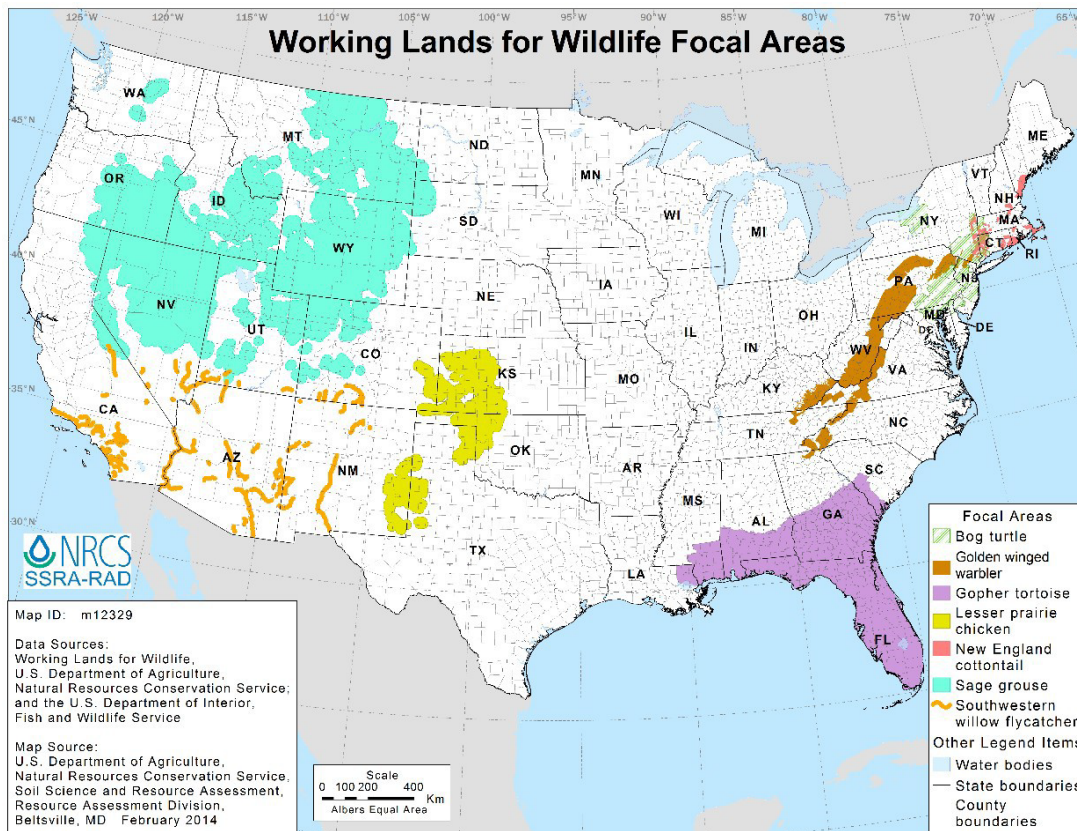 Working Lands for Wildlife Focal Areas
125°W
120°W
115°W
110°W
105°W
100°W
95°W
90°W
85°W
80°W
75°W
70°W
65°W
45°N
40°N
35°N
30°N
WA
MT
ND
MN
ME
VT
NH
OR
ID
WY
SD
WI
MI
NY
MA
CT
RI
NV
UT
CO
NE
IA
IL
IN
OH
PA
NJ
MD
DC
DE
WV
VA
CA
AZ
NM
KS
MO
KY
TN
NC
OK
AR
SC
MS
AL
GA
TX
LA
FL
NRCS
SSRA-RAD
Map ID: m12329
Data Sources:
Working Lands for Wildlife,
U.S. Department of Agriculture,
Natural Resources Conservation Service;
and the U.S. Department of Interior,
Fish and Wildlife Service
Map Source:
U.S. Department of Agriculture,
Natural Resources Conservation Service,
Soil Science and Resource Assessment,
Resource Assessment Division,
Beltsville, MD February 2014
Scale
0 100 200 400
Km
Albers Equal Area
Focal Areas
Bog turtle
Golden winged
warbler
Gopher tortoise
Lesser prairie
chicken
New England
cottontail
Sage grouse
Southwestern
willow flycatcher
Other Legend Items
Water bodies
State boundaries
County
boundaries